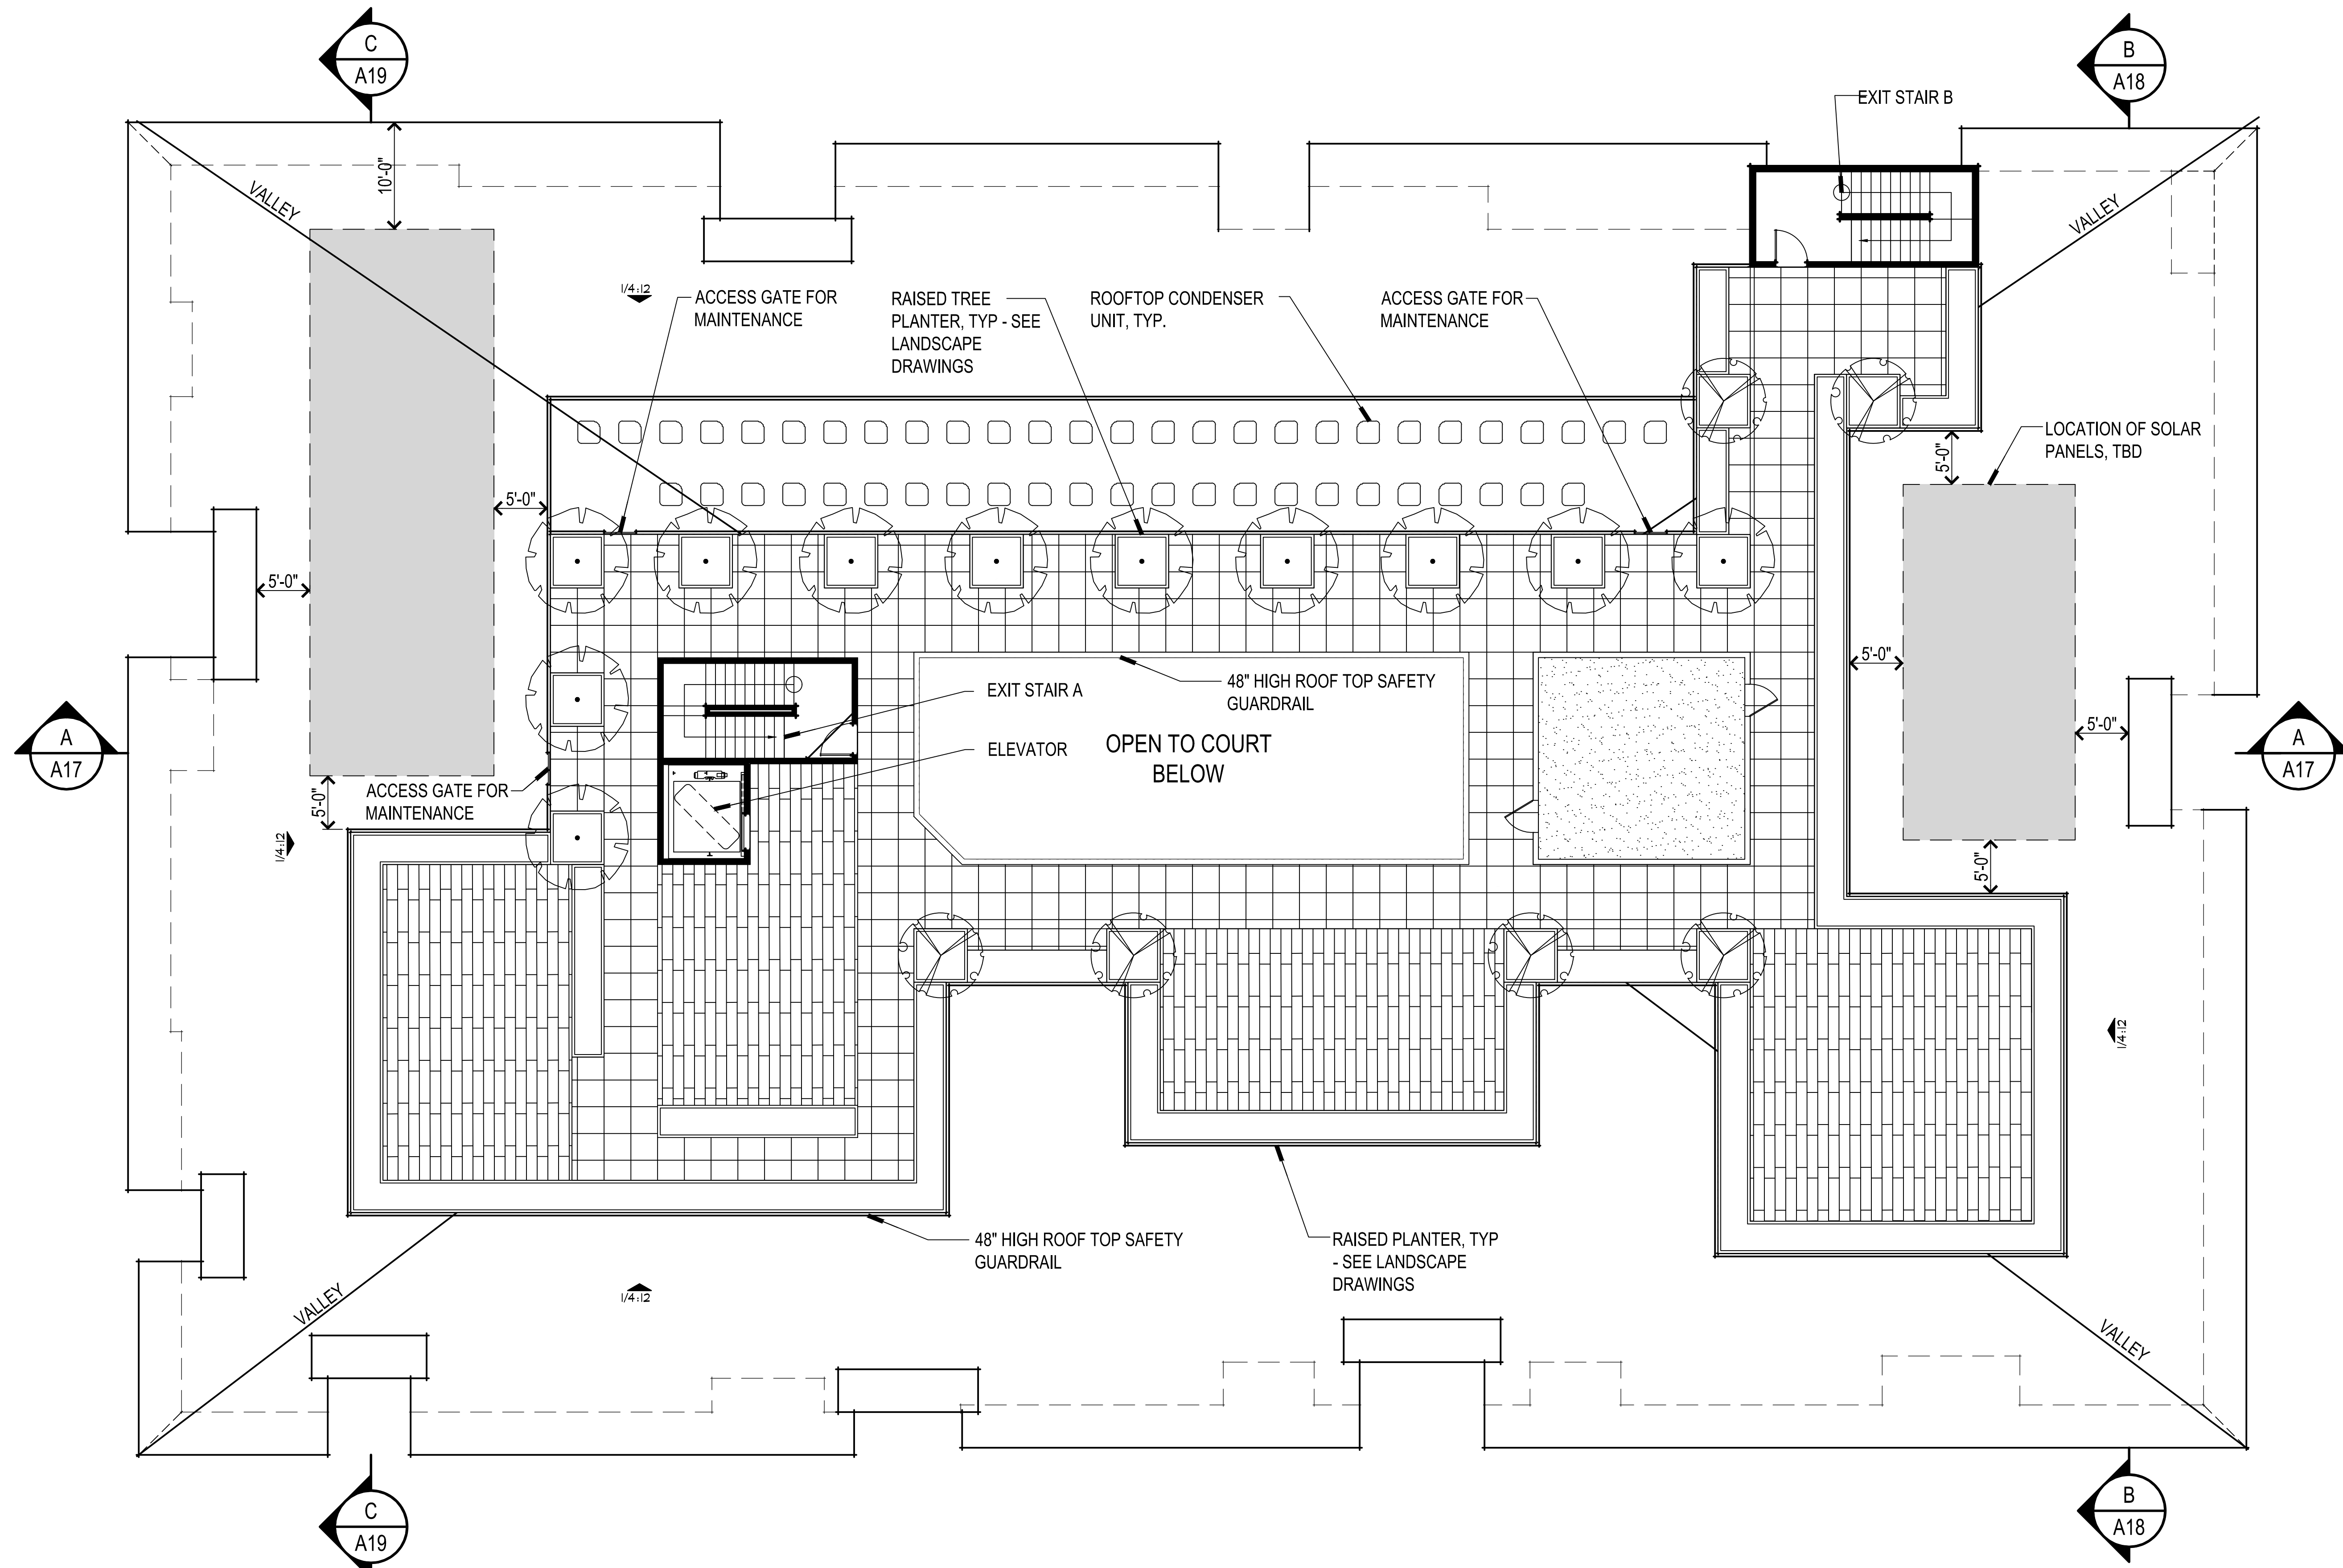 C
A19
B
A18
EXIT STAIR B
10'-0"
VALLEY
VALLEY
1/4:12
ACCESS GATE FOR
MAINTENANCE
RAISED TREE
PLANTER, TYP - SEE
LANDSCAPE
DRAWINGS
ROOFTOP CONDENSER
UNIT, TYP.
ACCESS GATE FOR
MAINTENANCE
LOCATION OF SOLAR
PANELS, TBD
5'-0"
5'-0"
5'-0"
5'-0"
48" HIGH ROOF TOP SAFETY
GUARDRAIL
EXIT STAIR A
ELEVATOR
OPEN TO COURT
BELOW
5'-0"
A
A17
A
A17
ACCESS GATE FOR
MAINTENANCE
5'-0"
5'-0"
1/4:12
1/4:12
48" HIGH ROOF TOP SAFETY
GUARDRAIL
RAISED PLANTER, TYP
- SEE LANDSCAPE
DRAWINGS
1/4:12
VALLEY
VALLEY
C
A19
B
A18